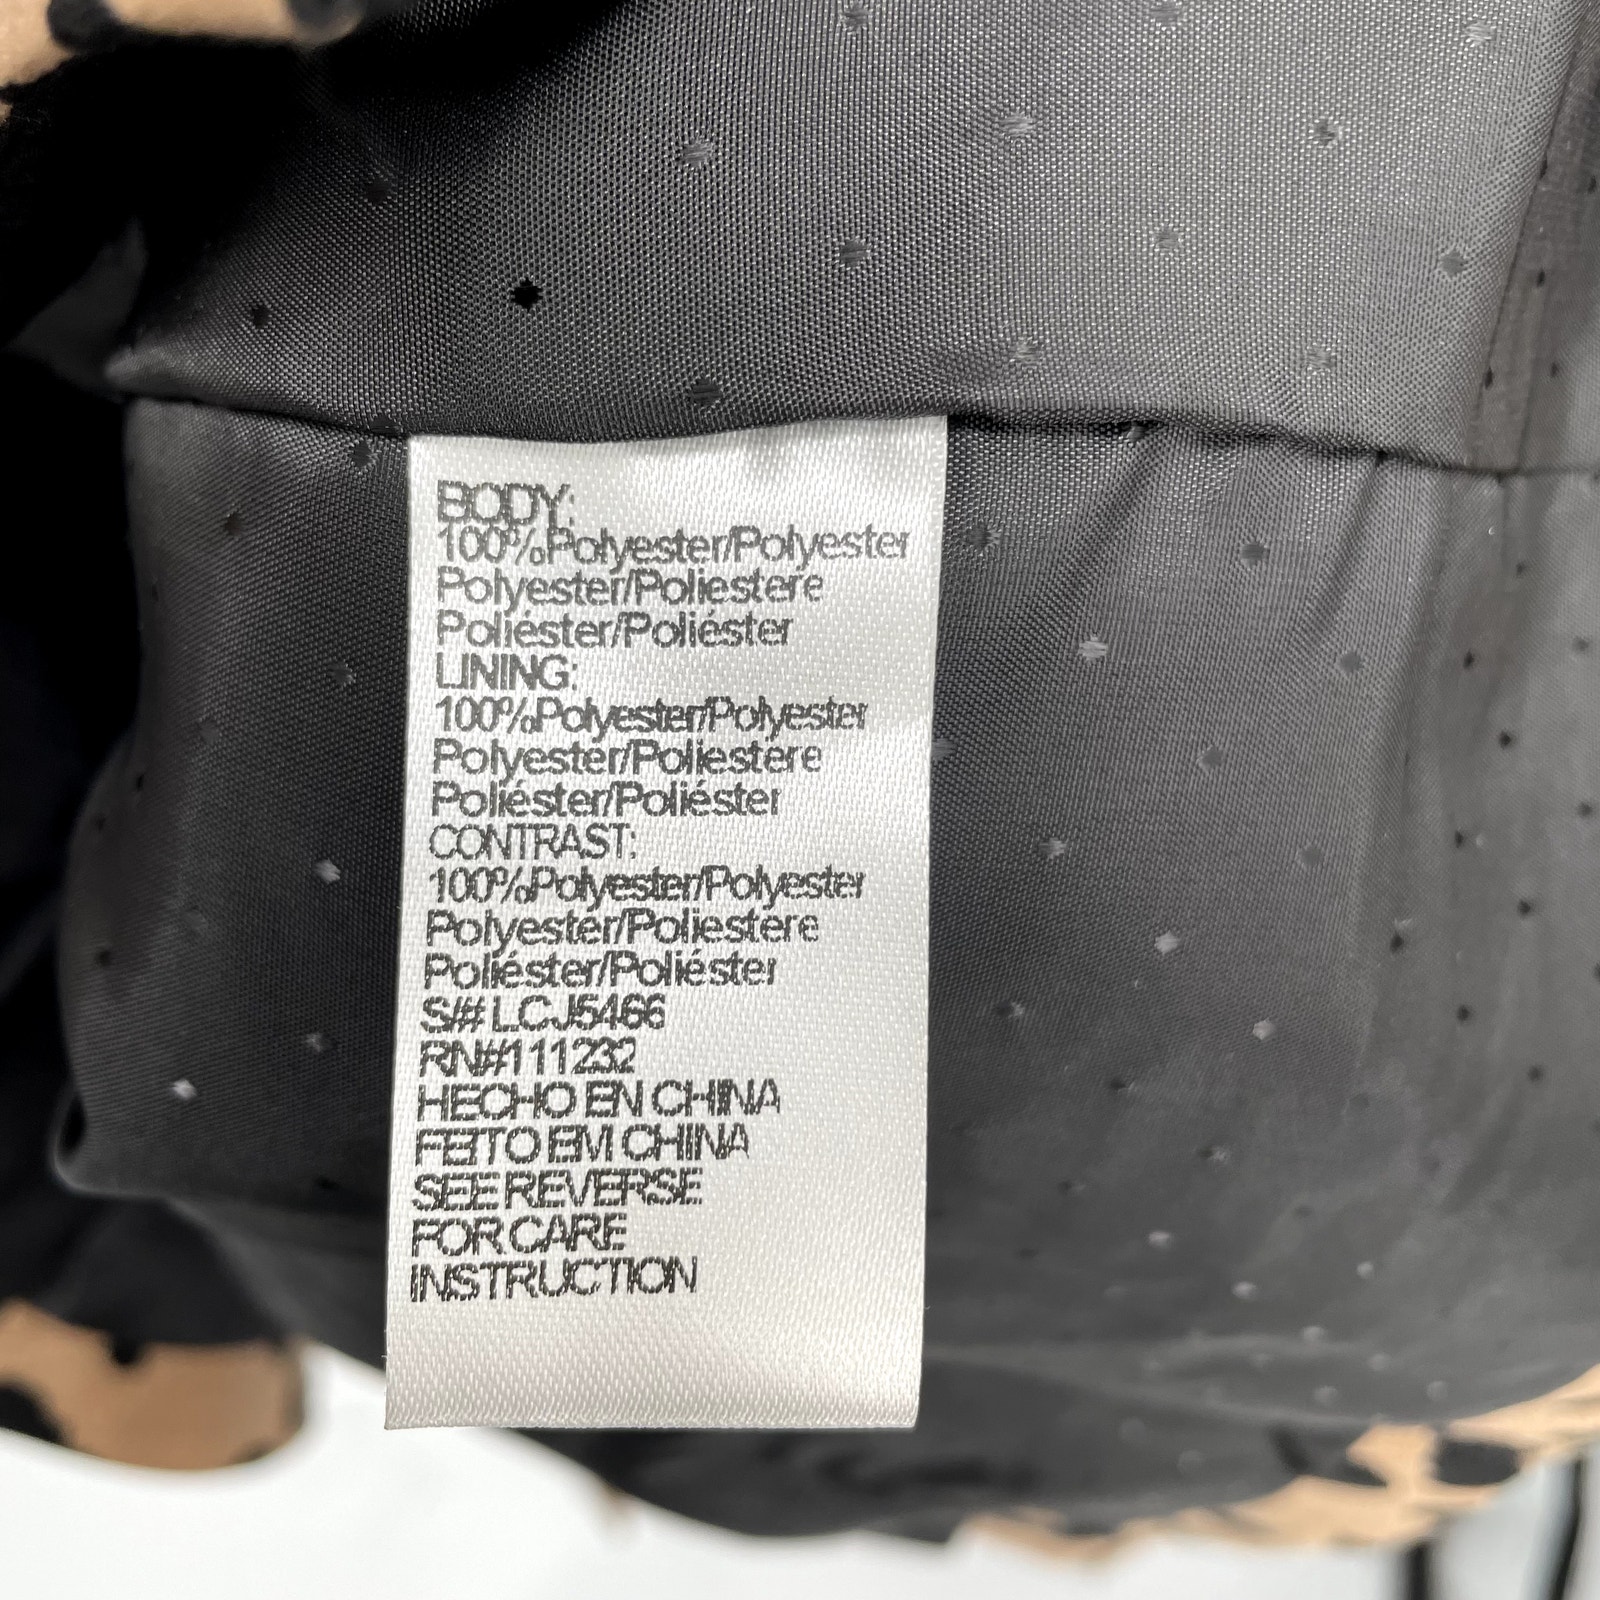 BODY:
100%Polyester/Polyester
Polyester/Poliestere
Poliéster/Poliéster
LINING:
100%Polyester/Polyester
Polyester/Poliestere
Poliéster/Poliéster
CONTRAST:
100%Polyester/Polyester
Polyester/Poliestere
Poliéster/Poliéster
S/# LCJ5466
RN#111232
HECHO EN CHINA
FEITO EM CHINA
SEE REVERSE
FOR CARE
INSTRUCTION